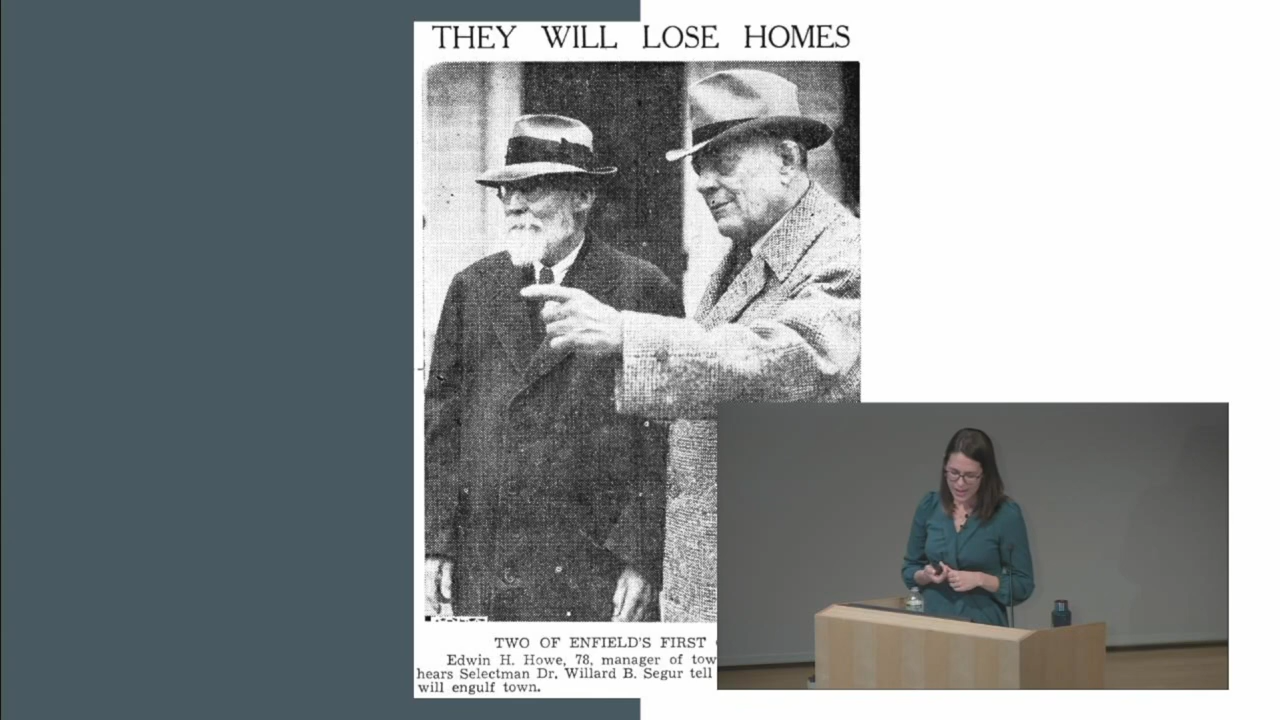 THEY WILL LOSE HOMES
TWO OF ENFIELD'S FIRST
Edwin H. Howe, 78, manager of tow
hears Selectman Dr. Willard B. Segur tell
will engulf town.